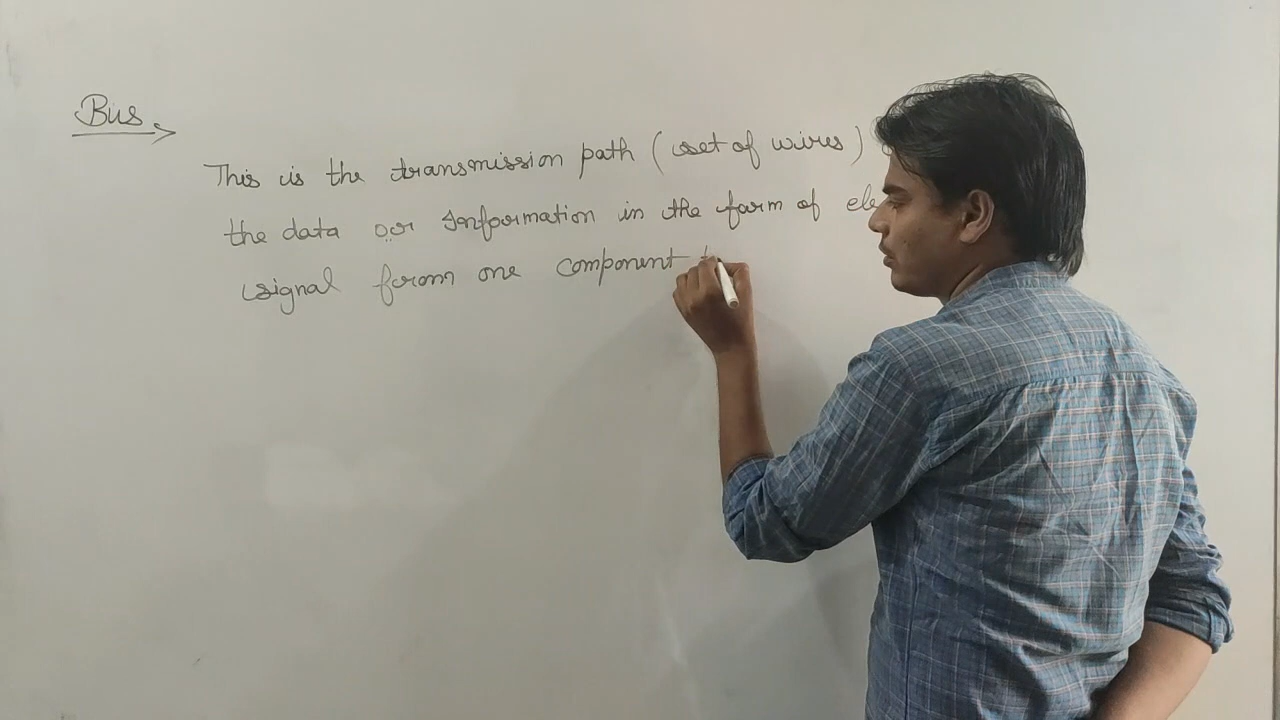 Bus
This is the transmission path (set of wires)
the data or Information in the form of ele
signal from one component